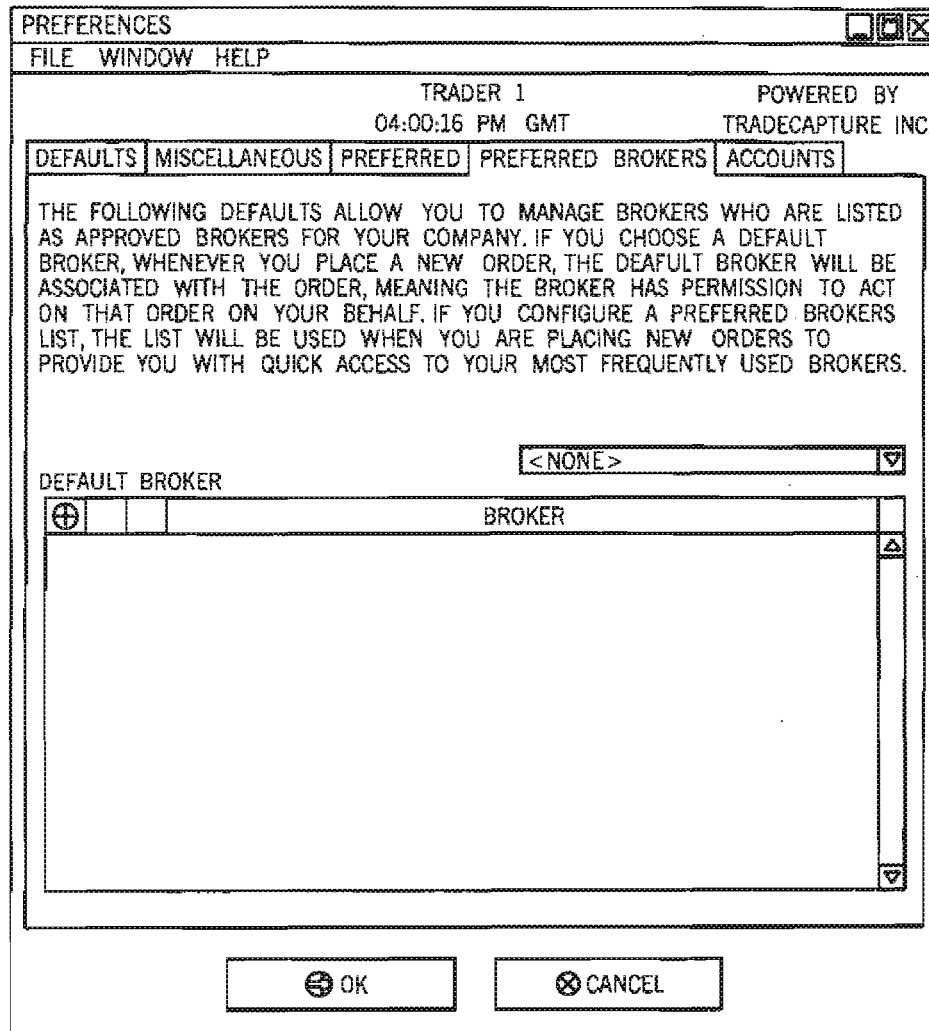 PREFERENCES
FILE WINDOW HELP
TRADER 1 POWERED BY
04:00:16 PM GMT TRADECAPTURE INC
DEFAULTS MISCELLANEOUS PREFERRED PREFERRED BROKERS ACCOUNTS
THE FOLLOWING DEFAULTS ALLOW YOU TO MANAGE BROKERS WHO ARE LISTED
AS APPROVED BROKERS FOR YOUR COMPANY. IF YOU CHOOSE A DEFAULT
BROKER, WHENEVER YOU PLACE A NEW ORDER, THE DEAFULT BROKER WILL BE
ASSOCIATED WITH THE ORDER, MEANING THE BROKER HAS PERMISSION TO ACT
ON THAT ORDER ON YOUR BEHALF. IF YOU CONFIGURE A PREFERRED BROKERS
LIST, THE LIST WILL BE USED WHEN YOU ARE PLACING NEW ORDERS TO
PROVIDE YOU WITH QUICK ACCESS TO YOUR MOST FREQUENTLY USED BROKERS.
<NONE>
DEFAULT BROKER
BROKER
OK CANCEL